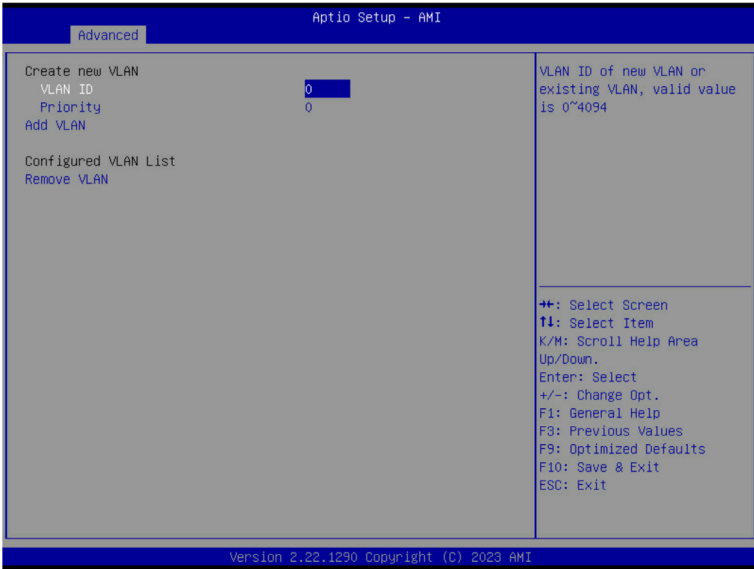 Aptio Setup – AMI
Advanced
Create new VLAN
VLAN ID 0
Priority 0
Add VLAN
Configured VLAN List
Remove VLAN
VLAN ID of new VLAN or
existing VLAN, valid value
is 0~4094
→←: Select Screen
↑↓: Select Item
K/M: Scroll Help Area
Up/Down.
Enter: Select
+/-: Change Opt.
F1: General Help
F3: Previous Values
F9: Optimized Defaults
F10: Save & Exit
ESC: Exit
Version 2.22.1290 Copyright (C) 2023 AMI